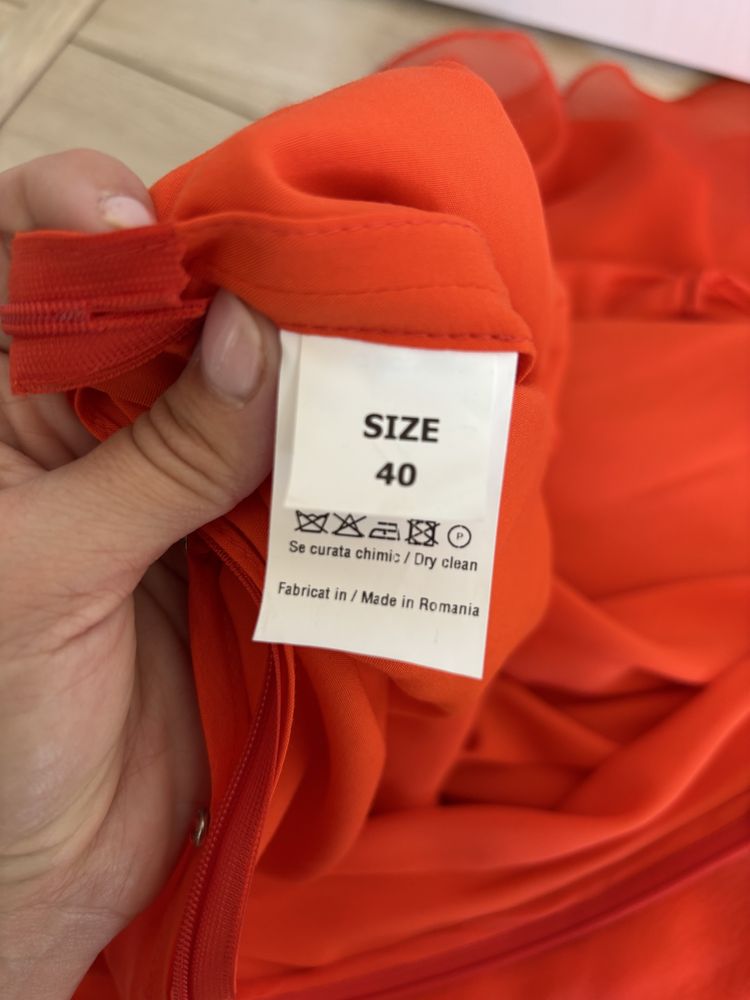 SIZE
40
P
Se curata chimic / Dry clean
Fabricat in / Made in Romania